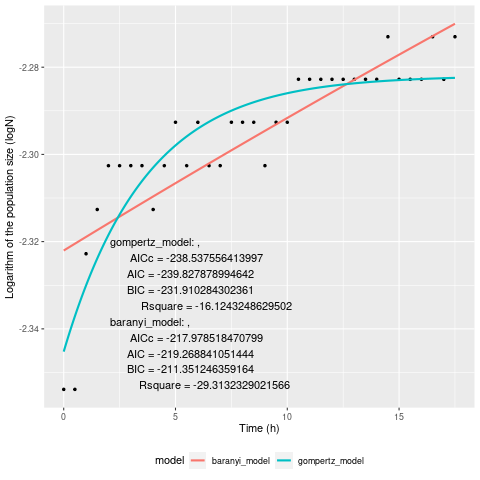 -2.28
-2.30
-2.32
-2.34
Logarithm of the population size (logN)
gompertz_model: ,
AICc = -238.537556413997
AIC = -239.827878994642
BIC = -231.910284302361
Rsquare = -16.1243248629502
baranyi_model: ,
AICc = -217.978518470799
AIC = -219.268841051444
BIC = -211.351246359164
Rsquare = -29.3132329021566
0 5 10 15
Time (h)
model baranyi_model gompertz_model